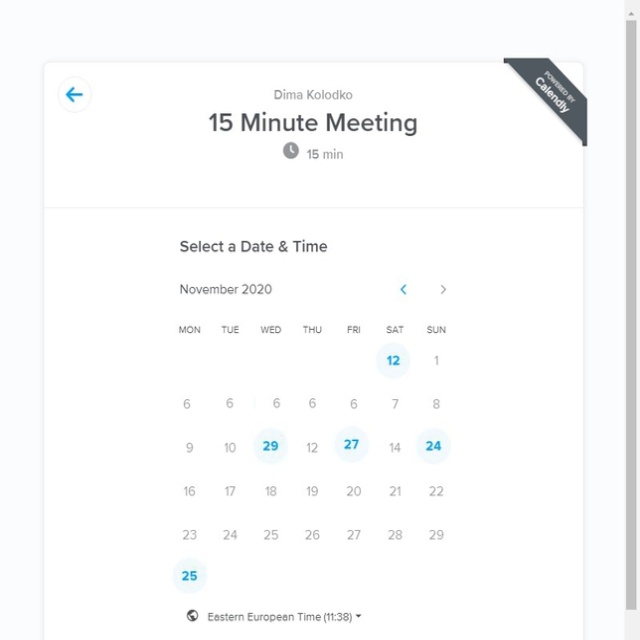 POWERED BY
Calendly
Dima Kolodko
15 Minute Meeting
15 min
Select a Date & Time
November 2020
MON TUE WED THU FRI SAT SUN
12 1
6 6 6 6 6 7 8
9 10 29 12 27 14 24
16 17 18 19 20 21 22
23 24 25 26 27 28 29
25
Eastern European Time (11:38)